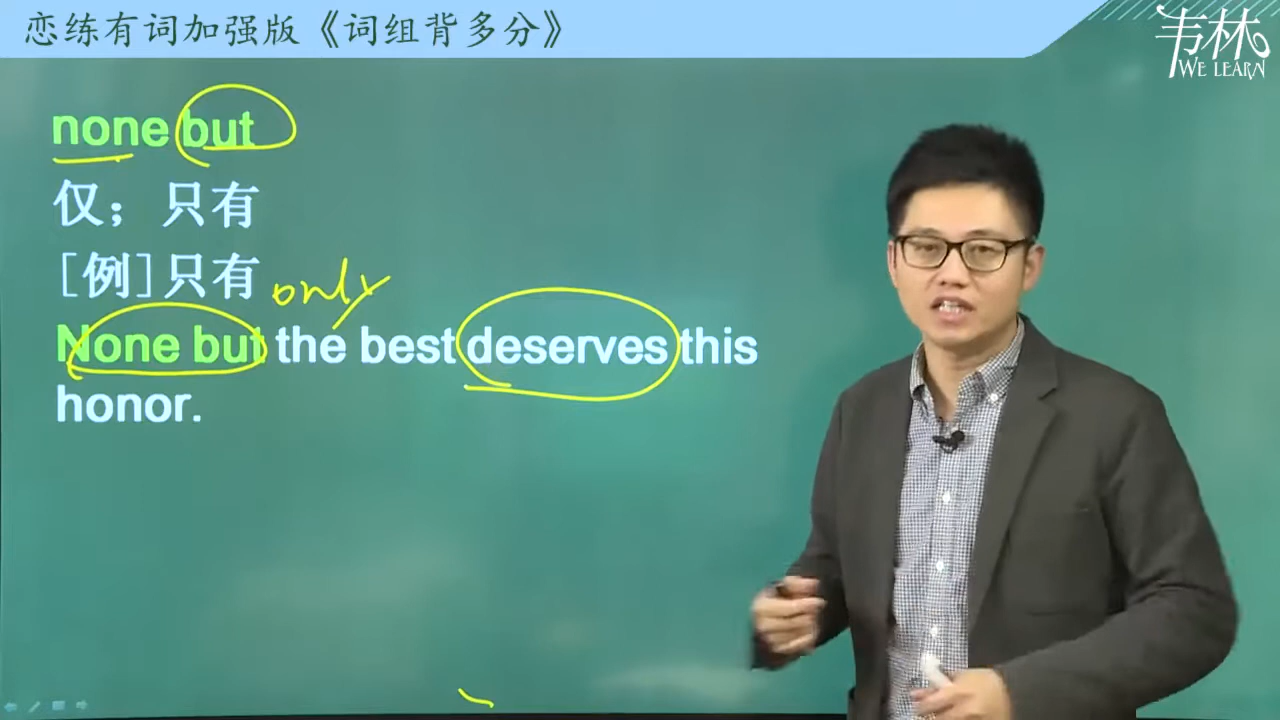 恋练有词加强版《词组背多分》
韦林
WE LEARN
none but
仅；只有
[例]只有
only
None but the best deserves this
honor.